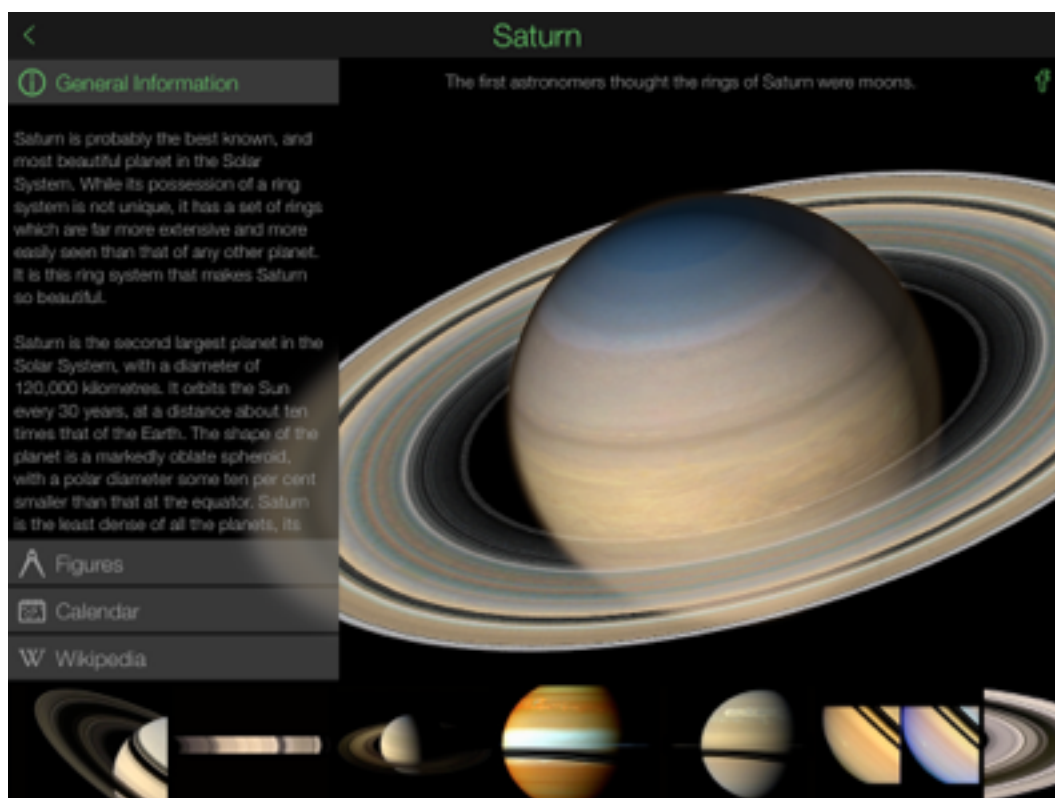 Saturn
General Information
The first astronomers thought the rings of Saturn were moons.
Saturn is probably the best known, and
most beautiful planet in the Solar
System. While its possession of a ring
system is not unique, it has a set of rings
which are far more extensive and more
easily seen than that of any other planet.
It is this ring system that makes Saturn
so beautiful.
Saturn is the second largest planet in the
Solar System, with a diameter of
120,000 kilometres. It orbits the Sun
every 30 years, at a distance about ten
times that of the Earth. The shape of the
planet is a markedly oblate spheroid,
with a polar diameter some ten per cent
smaller than that at the equator. Saturn
is the least dense of all the planets, its
Figures
Calendar
W Wikipedia